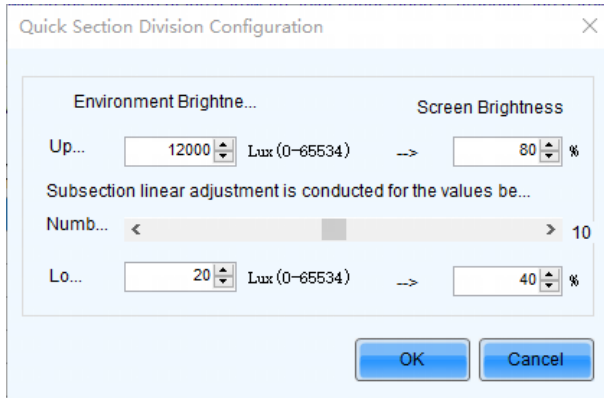 Quick Section Division Configuration
Environment Brightne... Screen Brightness
Up... 12000 Lux(0-65534) --> 80 %
Subsection linear adjustment is conducted for the values be...
Numb... < > 10
Lo... 20 Lux(0-65534) --> 40 %
OK Cancel